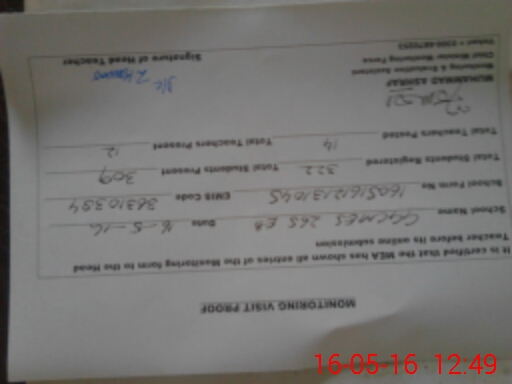 MONITORING VISIT PROOF
It is certified that the MEA has shown all entries of the Monitoring form to the Head
Teacher before its online submission
School Name GGCMES 265 EB Date 16-5-16
School Form No 16051612131045 EMIS Code 36310384
Total Students Registered 322 Total Students Present 309
Total Teachers Posted 14 Total Teachers Present 12
MUHAMMAD ASHRAF
Monitoring & Evaluation Assistant
Chief Minister Monitoring Force
Signature of Head Teacher
16-05-16 12:49